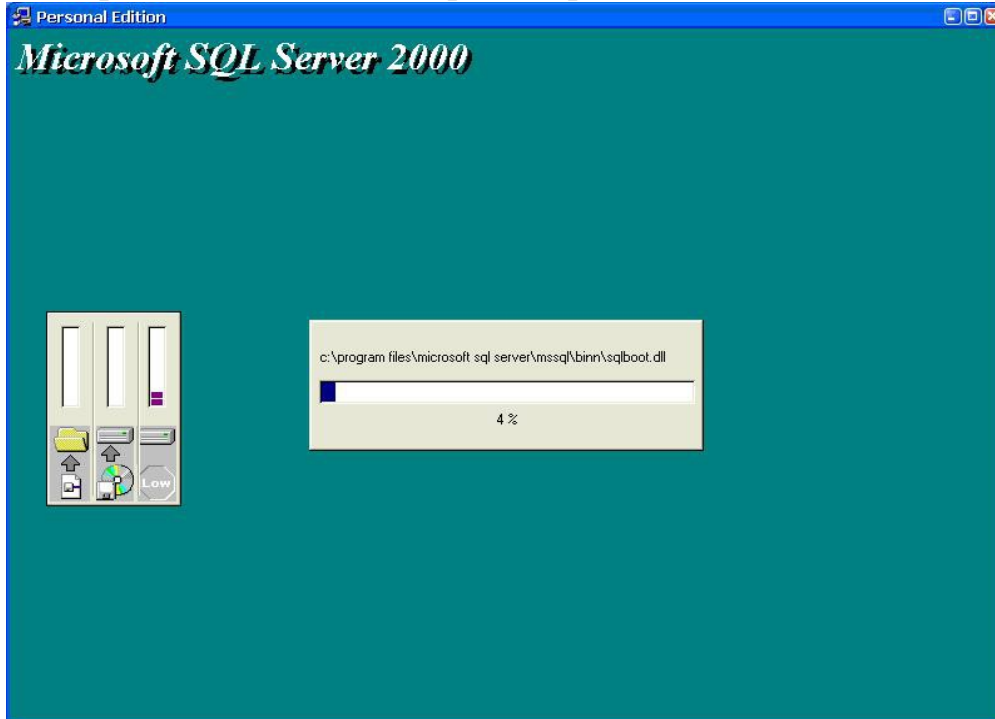 Personal Edition
Microsoft SQL Server 2000
c:\program files\microsoft sql server\mssql\binn\sqlboot.dll
4 %
Low